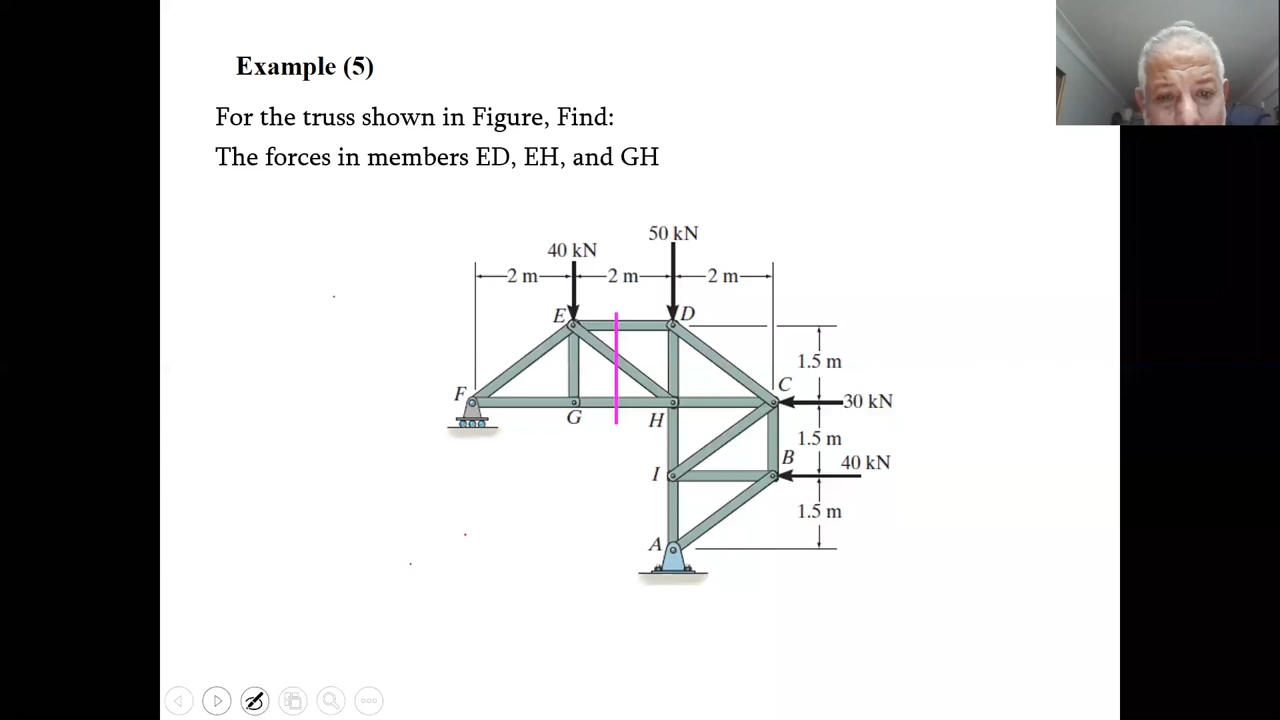 Example (5)
For the truss shown in Figure, Find:
The forces in members ED, EH, and GH
50 kN
40 kN
2 m
2 m
2 m
E
D
1.5 m
F
C
30 kN
G
H
1.5 m
B
40 kN
I
1.5 m
A